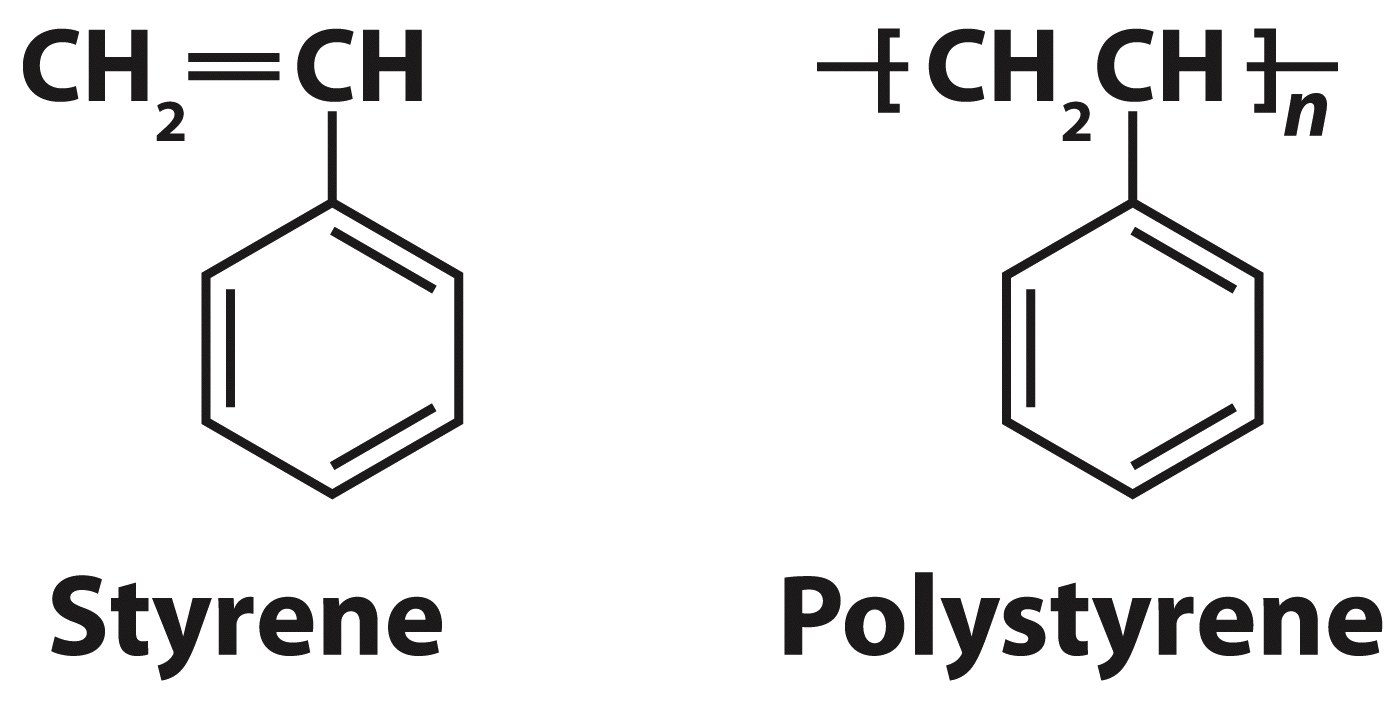 CH₂=CH
-[CH₂CH]-n
Styrene
Polystyrene